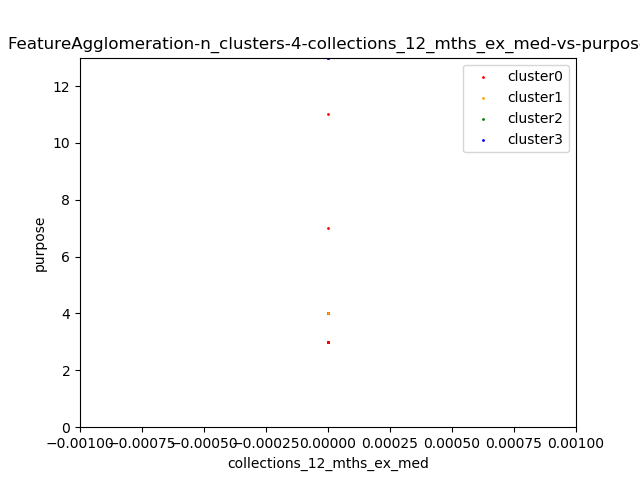 FeatureAgglomeration-n_clusters-4-collections_12_mths_ex_med-vs-purpos
cluster0
cluster1
cluster2
cluster3
12
10
8
6
4
2
0
purpose
−0.00100 −0.00075 −0.00050 −0.00025 0.00000 0.00025 0.00050 0.00075 0.00100
collections_12_mths_ex_med